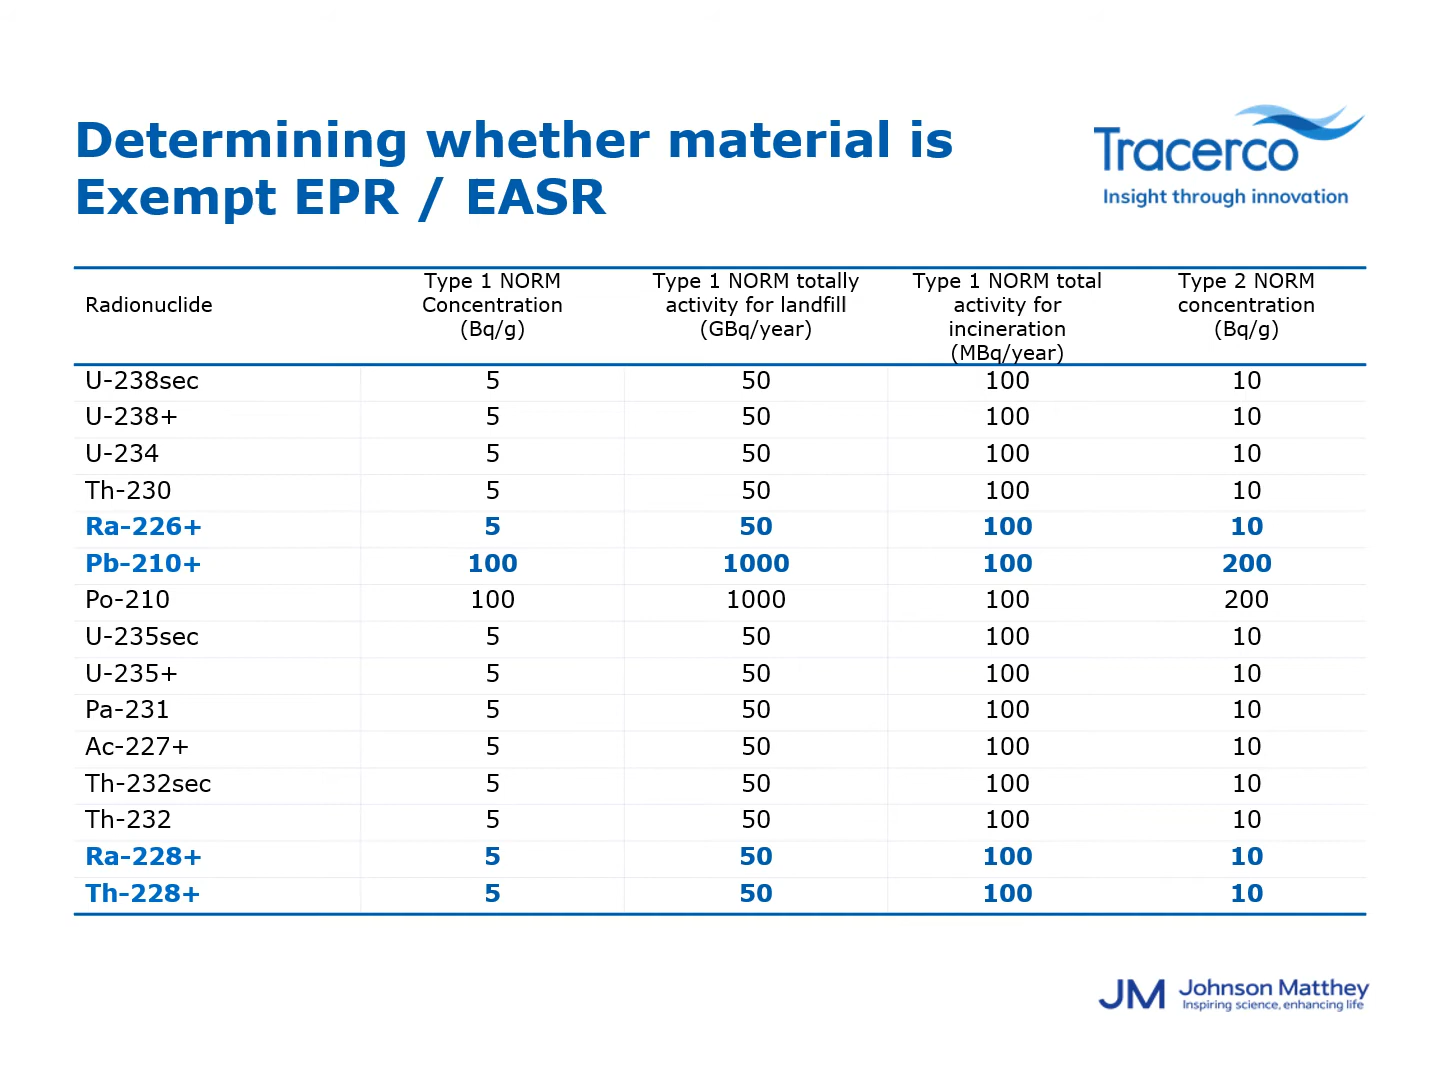 Determining whether material is
Exempt EPR / EASR
Tracerco
Insight through innovation
Radionuclide
Type 1 NORM
Concentration
(Bq/g)
Type 1 NORM totally
activity for landfill
(GBq/year)
Type 1 NORM total
activity for
incineration
(MBq/year)
Type 2 NORM
concentration
(Bq/g)
U-238sec 5 50 100 10
U-238+ 5 50 100 10
U-234 5 50 100 10
Th-230 5 50 100 10
Ra-226+ 5 50 100 10
Pb-210+ 100 1000 100 200
Po-210 100 1000 100 200
U-235sec 5 50 100 10
U-235+ 5 50 100 10
Pa-231 5 50 100 10
Ac-227+ 5 50 100 10
Th-232sec 5 50 100 10
Th-232 5 50 100 10
Ra-228+ 5 50 100 10
Th-228+ 5 50 100 10
JM Johnson Matthey
Inspiring science, enhancing life